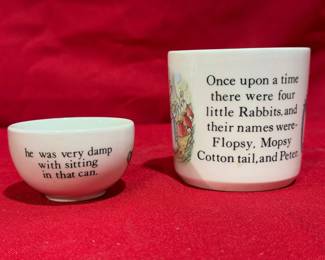 he was very damp
with sitting
in that can.
Once upon a time
there were four
little Rabbits, and
their names were-
Flopsy, Mopsy
Cotton tail, and Peter.